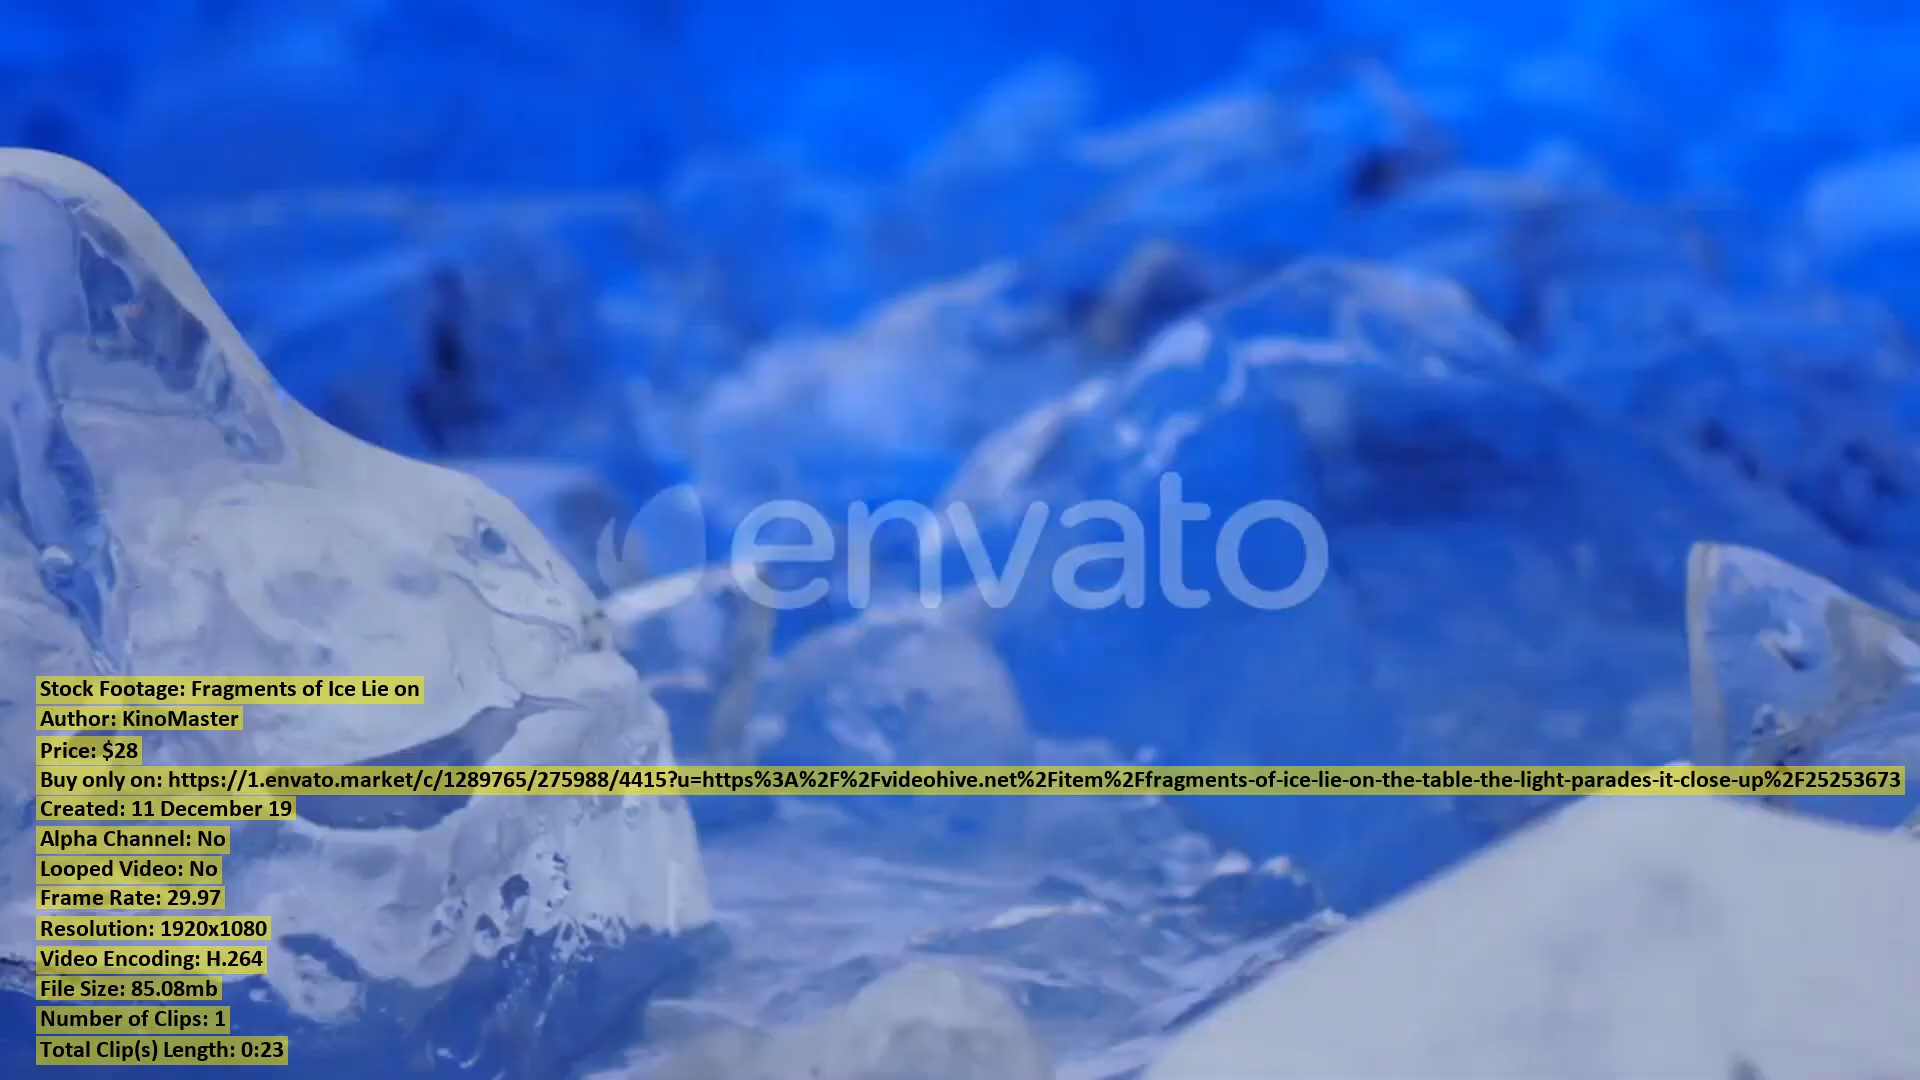 envato
Stock Footage: Fragments of Ice Lie on
Author: KinoMaster
Price: $28
Buy only on: https://1.envato.market/c/1289765/275988/4415?u=https%3A%2F%2Fvideohive.net%2Fitem%2Ffragments-of-ice-lie-on-the-table-the-light-parades-it-close-up%2F25253673
Created: 11 December 19
Alpha Channel: No
Looped Video: No
Frame Rate: 29.97
Resolution: 1920x1080
Video Encoding: H.264
File Size: 85.08mb
Number of Clips: 1
Total Clip(s) Length: 0:23